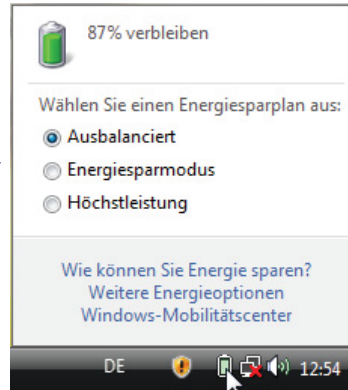 87% verbleiben
Wählen Sie einen Energiesparplan aus:
Ausbalanciert
Energiesparmodus
Höchstleistung
Wie können Sie Energie sparen?
Weitere Energieoptionen
Windows-Mobilitätscenter
DE 12:54